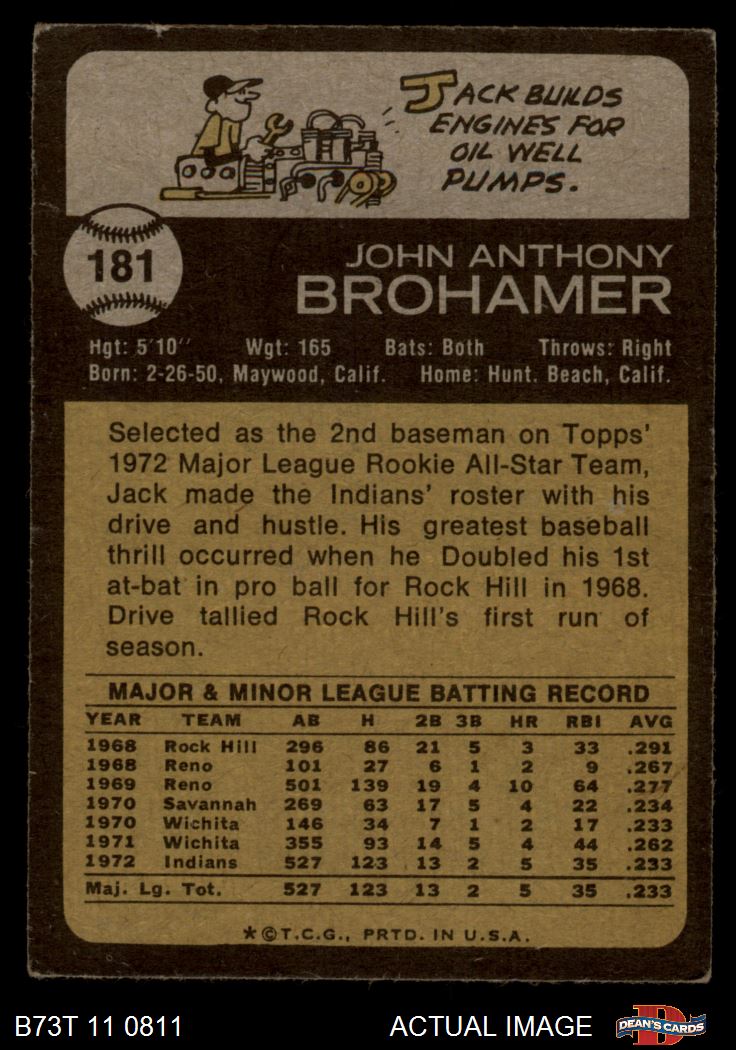 JACK BUILDS
ENGINES FOR
OIL WELL
PUMPS.
181
JOHN ANTHONY
BROHAMER
Hgt: 5'10" Wgt: 165 Bats: Both Throws: Right
Born: 2-26-50, Maywood, Calif. Home: Hunt. Beach, Calif.
Selected as the 2nd baseman on Topps'
1972 Major League Rookie All-Star Team,
Jack made the Indians' roster with his
drive and hustle. His greatest baseball
thrill occurred when he Doubled his 1st
at-bat in pro ball for Rock Hill in 1968.
Drive tallied Rock Hill's first run of
season.
MAJOR & MINOR LEAGUE BATTING RECORD
YEAR TEAM AB H 2B 3B HR RBI AVG
1968 Rock Hill 296 86 21 5 3 33 .291
1968 Reno 101 27 6 1 2 9 .267
1969 Reno 501 139 19 4 10 64 .277
1970 Savannah 269 63 17 5 4 22 .234
1970 Wichita 146 34 7 1 2 17 .233
1971 Wichita 355 93 14 5 4 44 .262
1972 Indians 527 123 13 2 5 35 .233
Maj. Lg. Tot. 527 123 13 2 5 35 .233
*©T.C.G., PRTD. IN U.S.A.
B73T 11 0811 ACTUAL IMAGE
D
DEAN'S CARDS